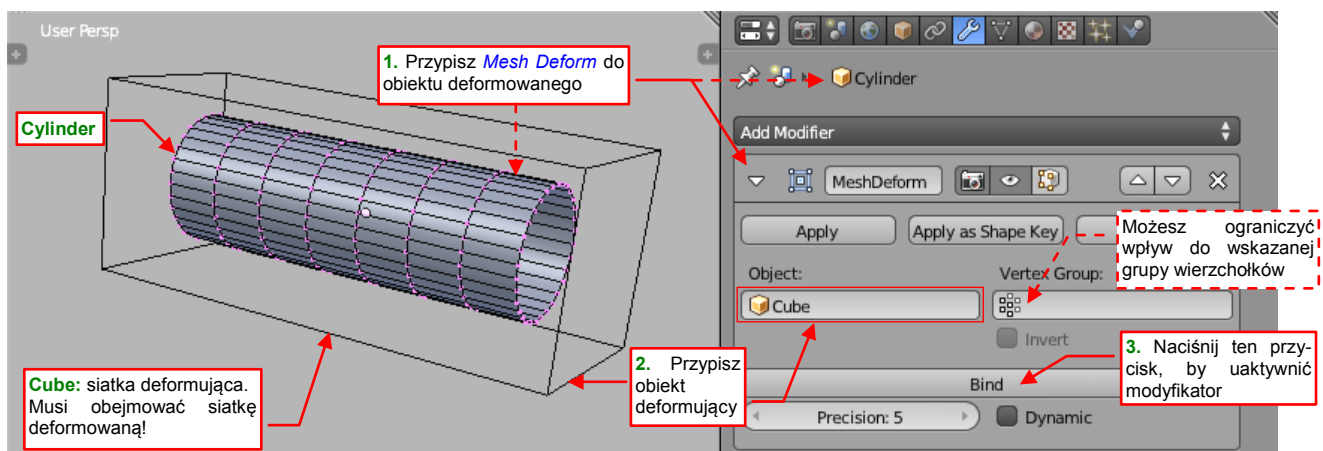 User Persp
1. Przypisz Mesh Deform do
obiektu deformowanego
Cylinder
Cube: siatka deformująca.
Musi obejmować siatkę
deformowaną!
2. Przypisz
obiekt
deformujący
Cylinder
Add Modifier
MeshDeform
Apply
Apply as Shape Key
Możesz ograniczyć
wpływ do wskazanej
grupy wierzchołków
Object:
Vertex Group:
Cube
Invert
3. Naciśnij ten przy-
cisk, by uaktywnić
modyfikator
Bind
Precision: 5
Dynamic